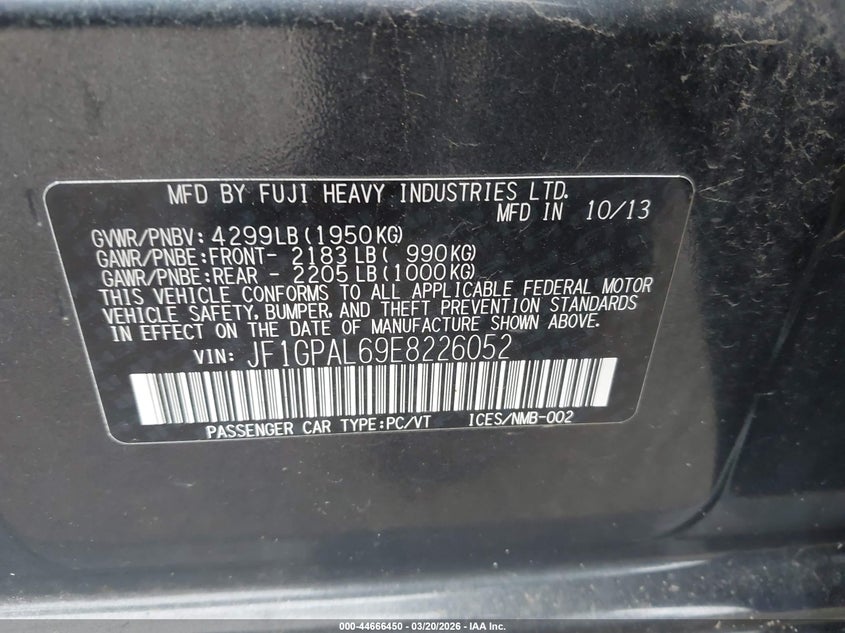 MFD BY FUJI HEAVY INDUSTRIES LTD.
MFD IN 10/13
GVWR/PNBV: 4299LB(1950KG)
GAWR/PNBE:FRONT- 2183LB( 990KG)
GAWR/PNBE:REAR - 2205LB(1000KG)
THIS VEHICLE CONFORMS TO ALL APPLICABLE FEDERAL MOTOR
VEHICLE SAFETY, BUMPER, AND THEFT PREVENTION STANDARDS
IN EFFECT ON THE DATE OF MANUFACTURE SHOWN ABOVE.
VIN: JF1GPAL69E8226052
PASSENGER CAR TYPE:PC/VT ICES/NMB-002
000-44666450 - 03/20/2026 - IAA Inc.